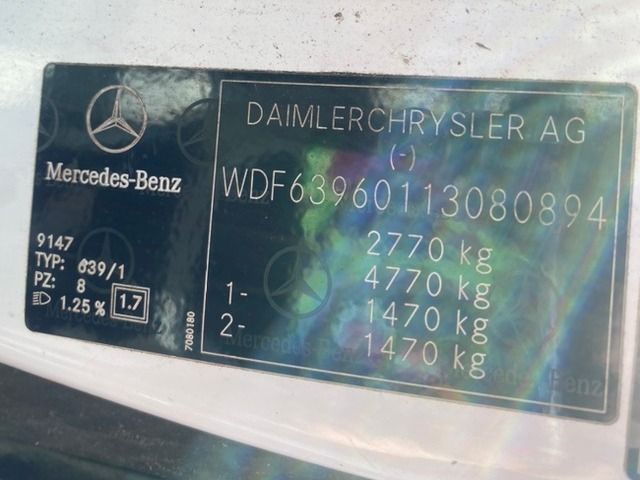 Mercedes-Benz
9147
TYP: 639/1
PZ: 8
1.25 % 1.7
7080180
DAIMLERCHRYSLER AG
(-)
WDF63960113080894
2770 kg
4770 kg
1- 1470 kg
2- 1470 kg